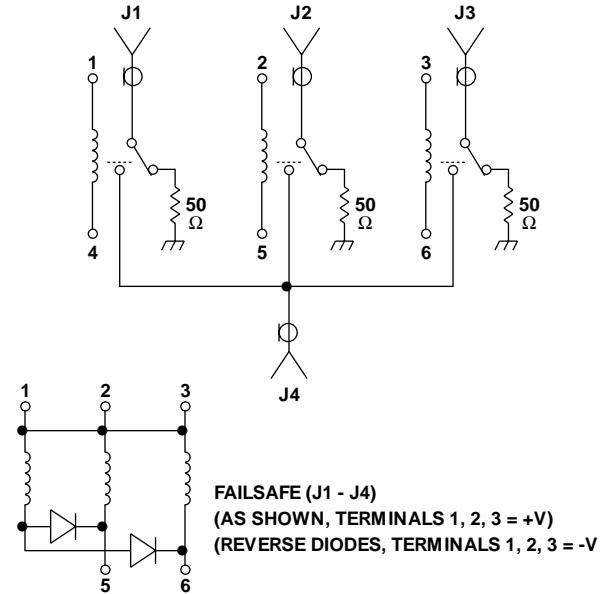 J1 J2 J3
1 2 3
50 Ω 50 Ω 50 Ω
4 5 6
J4
1 2 3
FAILSAFE (J1 - J4)
(AS SHOWN, TERMINALS 1, 2, 3 = +V)
(REVERSE DIODES, TERMINALS 1, 2, 3 = -V
5 6